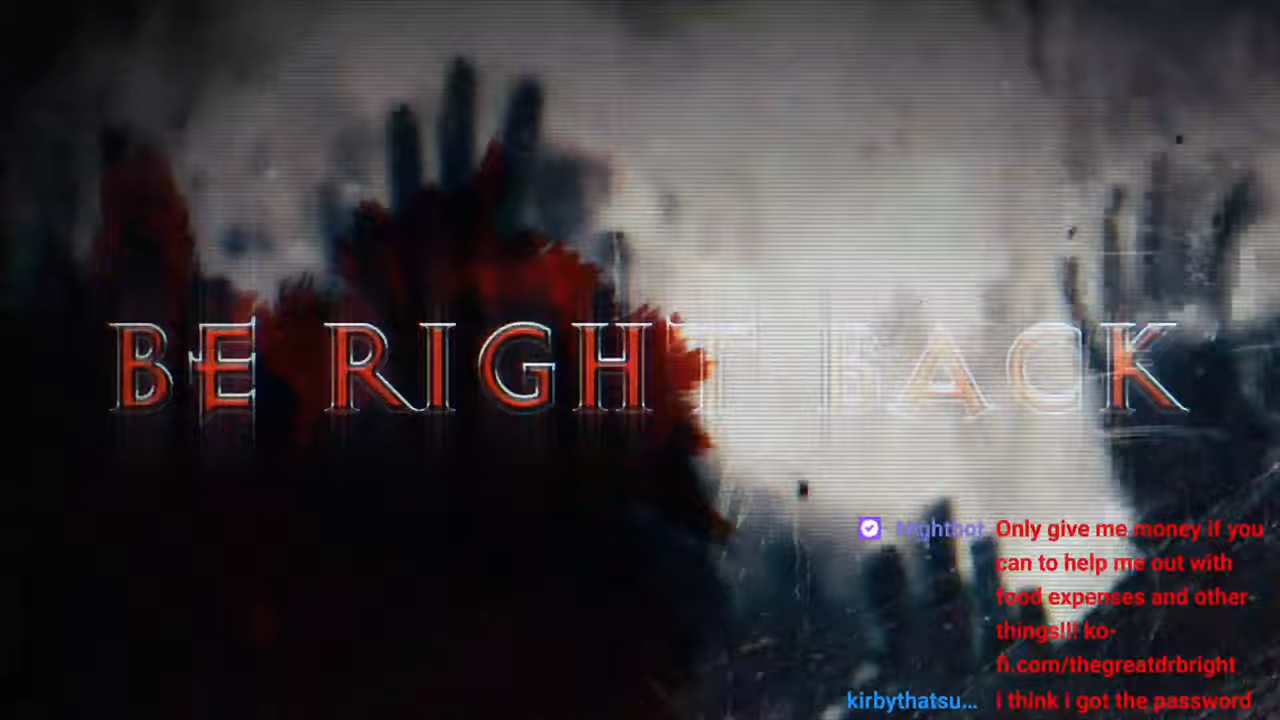 BE RIGHT BACK
Nightbot Only give me money if you
can to help me out with
food expenses and other
things!!! ko-
fi.com/thegreatdrbright
kirbythatsu... i think i got the password